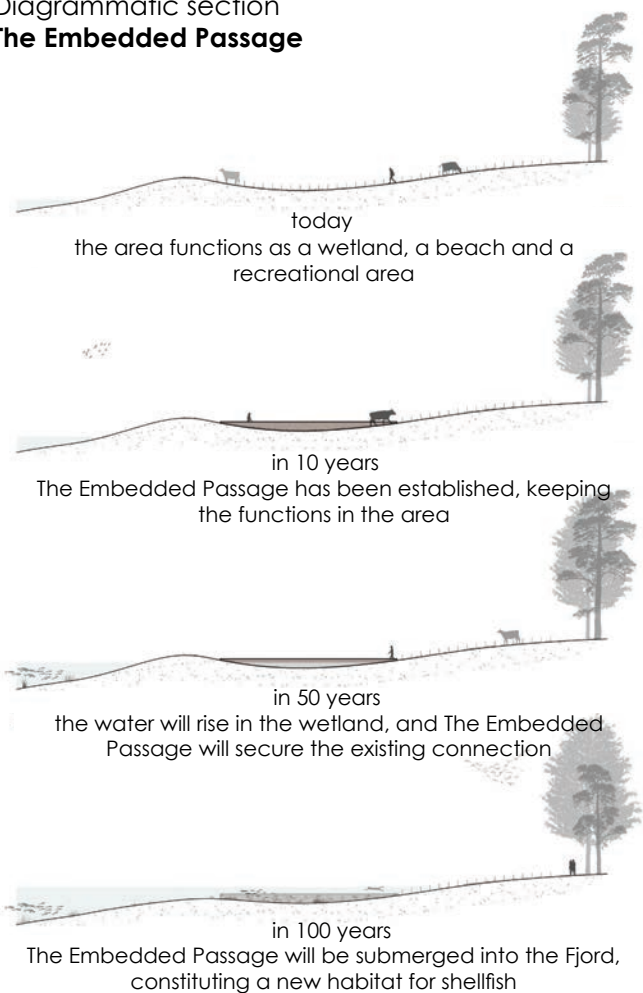 Diagrammatic section
The Embedded Passage
today
the area functions as a wetland, a beach and a
recreational area
in 10 years
The Embedded Passage has been established, keeping
the functions in the area
in 50 years
the water will rise in the wetland, and The Embedded
Passage will secure the existing connection
in 100 years
The Embedded Passage will be submerged into the Fjord,
constituting a new habitat for shellfish